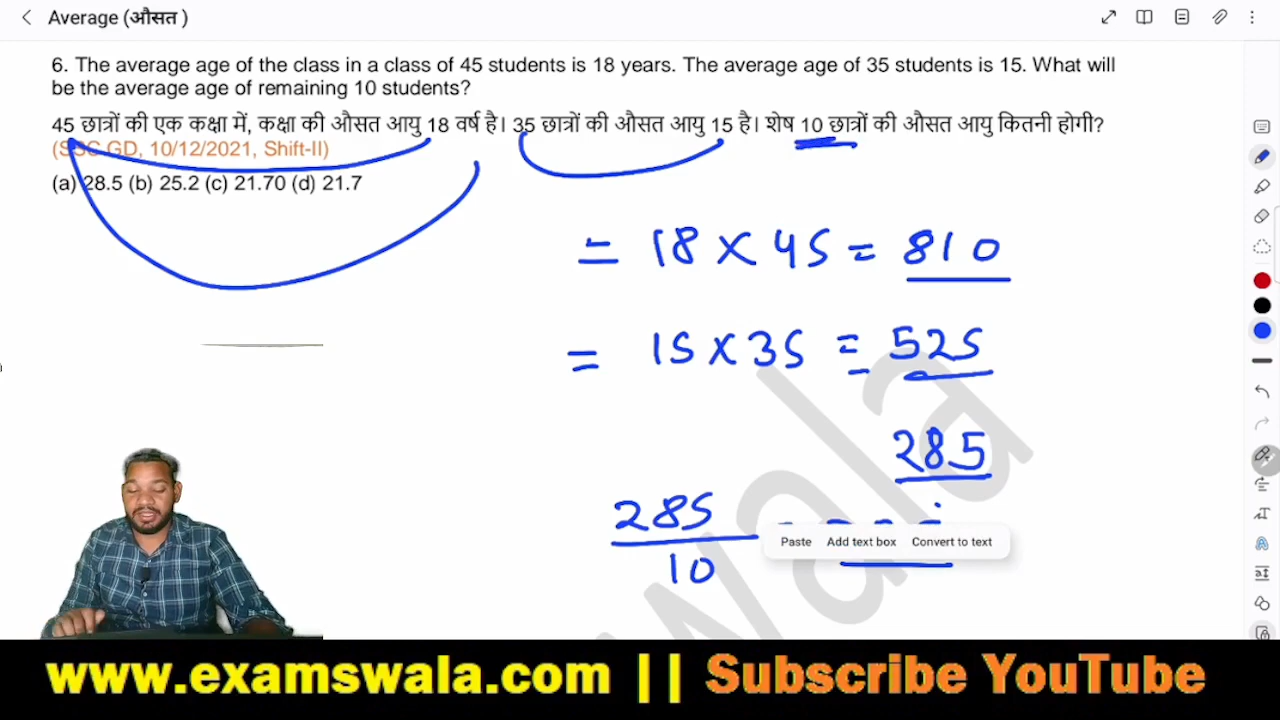 Average (औसत )
6. The average age of the class in a class of 45 students is 18 years. The average age of 35 students is 15. What will
be the average age of remaining 10 students?
45 छात्रों की एक कक्षा में, कक्षा की औसत आयु 18 वर्ष है। 35 छात्रों की औसत आयु 15 है। शेष 10 छात्रों की औसत आयु कितनी होगी?
(SSC GD, 10/12/2021, Shift-II)
(a) 28.5 (b) 25.2 (c) 21.70 (d) 21.7
= 18 × 45 = 810
= 15 × 35 = 525
285
285
10
Paste Add text box Convert to text
www.examswala.com || Subscribe YouTube